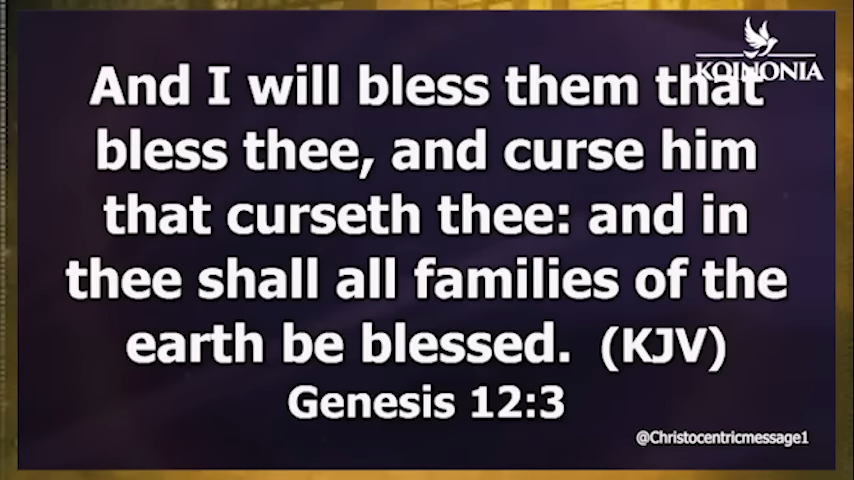 KOINONIA
And I will bless them that
bless thee, and curse him
that curseth thee: and in
thee shall all families of the
earth be blessed. (KJV)
Genesis 12:3
@Christocentricmessage1